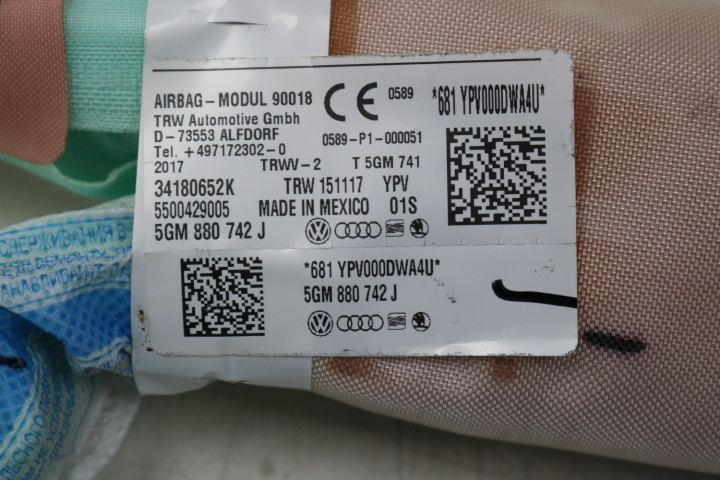 AIRBAG-MODUL 90018
TRW Automotive Gmbh
D-73553 ALFDORF
Tel. +497172302-0
2017
CE 0589
0589-P1-000051
TRWV-2 T 5GM 741
*681 YPV000DWA4U*
34180652K TRW 151117 YPV
5500429005 MADE IN MEXICO 01S
5GM 880 742 J
*681 YPV000DWA4U*
5GM 880 742 J